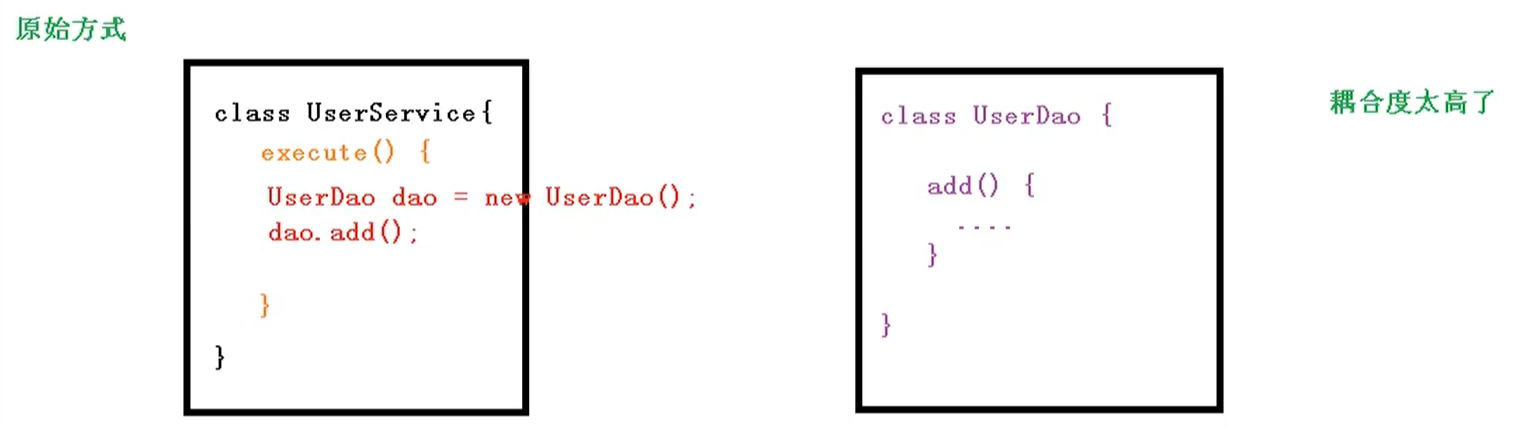 原始方式
class UserService{
execute() {
UserDao dao = new UserDao();
dao.add();
}
}
class UserDao {
add() {
....
}
}
耦合度太高了